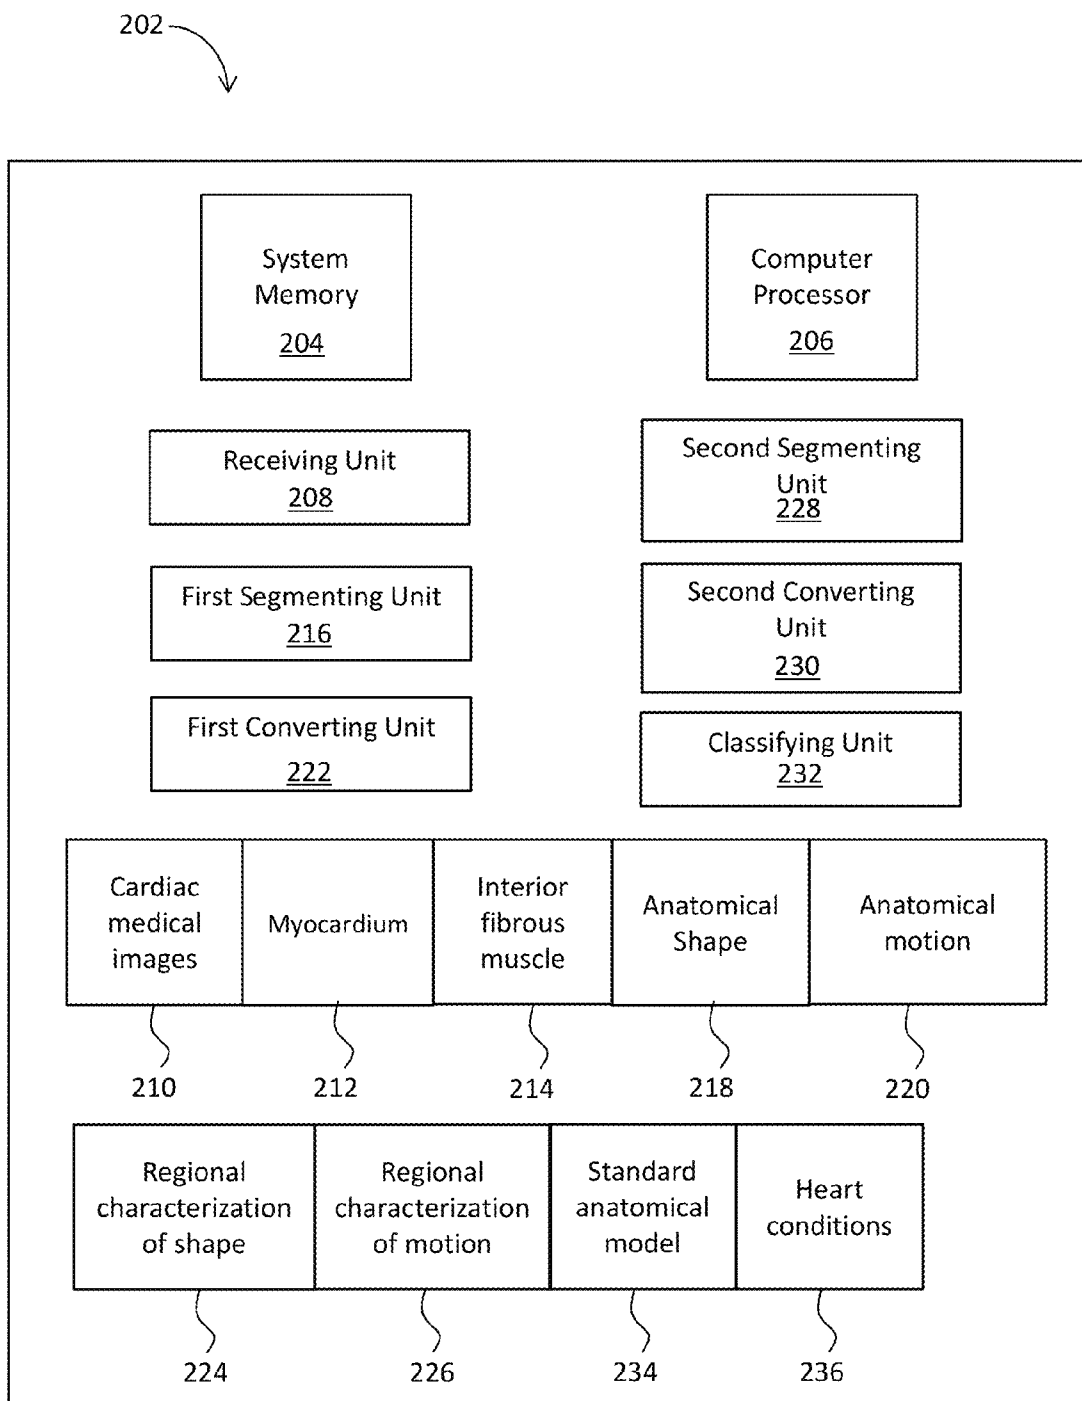 202
System
Memory
204
Computer
Processor
206
Receiving Unit
208
Second Segmenting
Unit
228
First Segmenting Unit
216
Second Converting
Unit
230
First Converting Unit
222
Classifying Unit
232
Cardiac
medical
images
Myocardium
Interior
fibrous
muscle
Anatomical
Shape
Anatomical
motion
210
212
214
218
220
Regional
characterization
of shape
Regional
characterization
of motion
Standard
anatomical
model
Heart
conditions
224
226
234
236